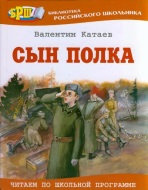 БИБЛИОТЕКА
РОССИЙСКОГО ШКОЛЬНИКА
Валентин Катаев
СЫН ПОЛКА
ЧИТАЕМ ПО ШКОЛЬНОЙ ПРОГРАММЕ